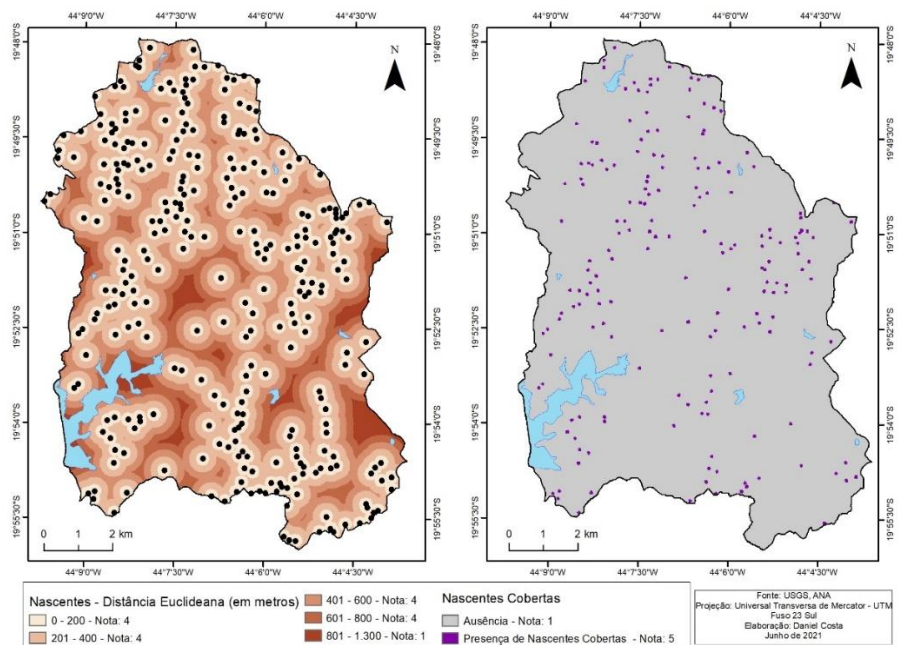 44°9'0"W 44°7'30"W 44°6'0"W 44°4'30"W
44°9'0"W 44°7'30"W 44°6'0"W 44°4'30"W
19°48'0"S
19°49'30"S
19°51'0"S
19°52'30"S
19°54'0"S
19°55'30"S
N
0 1 2 km
44°9'0"W 44°7'30"W 44°6'0"W 44°4'30"W
19°48'0"S
19°49'30"S
19°51'0"S
19°52'30"S
19°54'0"S
19°55'30"S
19°48'0"S
19°49'30"S
19°51'0"S
19°52'30"S
19°54'0"S
19°55'30"S
N
0 1 2 km
44°9'0"W 44°7'30"W 44°6'0"W 44°4'30"W
19°48'0"S
19°49'30"S
19°51'0"S
19°52'30"S
19°54'0"S
19°55'30"S
Nascentes - Distância Euclideana (em metros)
0 - 200 - Nota: 4
201 - 400 - Nota: 4
401 - 600 - Nota: 4
601 - 800 - Nota: 4
801 - 1.300 - Nota: 1
Nascentes Cobertas
Ausência - Nota: 1
Presença de Nascentes Cobertas - Nota: 5
Fonte: USGS, ANA
Projeção: Universal Transversa de Mercator - UTM
Fuso 23 Sul
Elaboração: Daniel Costa
Junho de 2021